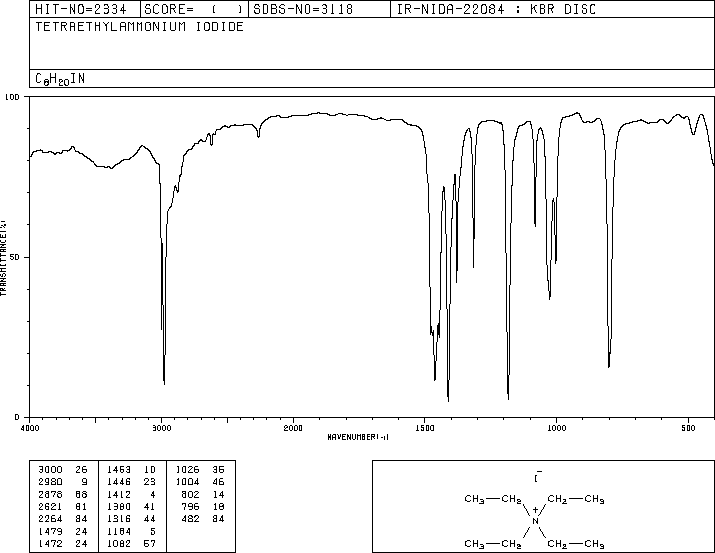 HIT-NO=2334 SCORE= ( ) SDBS-NO=3118 IR-NIDA-22084 : KBR DISC
TETRAETHYLAMMONIUM IODIDE
C8H20IN
100
50
0
TRANSMITTANCE(%)
4000 3000 2000 1500 1000 500
WAVENUMBER(-1)
3000 26 1463 10 1026 35
2980 9 1446 23 1004 46
2878 68 1412 4 802 14
2621 81 1380 41 796 18
2264 84 1316 44 482 84
1479 24 1184 5
1472 24 1082 57
I-
CH3 CH2 CH2 CH3
+
N
CH3 CH2 CH2 CH3